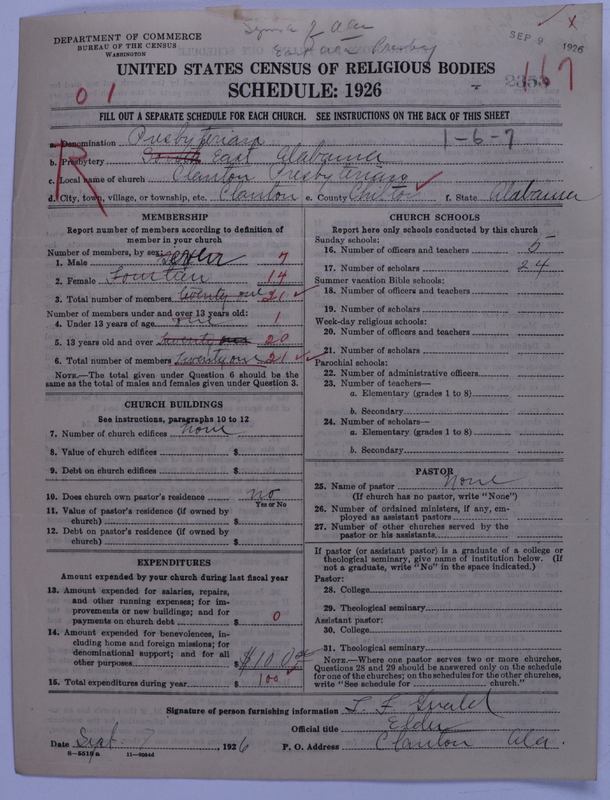 DEPARTMENT OF COMMERCE
BUREAU OF THE CENSUS
WASHINGTON
Synod of Ala
East Ala Presby
SEP 9 1926
x
UNITED STATES CENSUS OF RELIGIOUS BODIES
SCHEDULE: 1926
01
2353
117
FILL OUT A SEPARATE SCHEDULE FOR EACH CHURCH. SEE INSTRUCTIONS ON THE BACK OF THIS SHEET
R
a. Denomination Presbyterian
1-6-7
b. Presbytery East Alabama
c. Local name of church Clanton Presbyterian
d. City, town, village, or township, etc. Clanton e. County Chilton f. State Alabama
MEMBERSHIP
Report number of members according to definition of member in your church
Number of members, by sex:
1. Male Seven 7
2. Female Fourteen 14
3. Total number of members twenty one 21
Number of members under and over 13 years old:
4. Under 13 years of age one 1
5. 13 years old and over twenty 20
6. Total number of members Twenty one 21
NOTE.—The total given under Question 6 should be the same as the total of males and females given under Question 3.
CHURCH BUILDINGS
See instructions, paragraphs 10 to 12
7. Number of church edifices none
8. Value of church edifices $
9. Debt on church edifices $
10. Does church own pastor's residence no
Yes or No
11. Value of pastor's residence (if owned by church) $
12. Debt on pastor's residence (if owned by church) $
EXPENDITURES
Amount expended by your church during last fiscal year
13. Amount expended for salaries, repairs, and other running expenses; for improvements or new buildings; and for payments on church debt $ 0
14. Amount expended for benevolences, including home and foreign missions; for denominational support; and for all other purposes $100.00
15. Total expenditures during year $ 100
CHURCH SCHOOLS
Report here only schools conducted by this church
Sunday schools:
16. Number of officers and teachers 5
17. Number of scholars 24
Summer vacation Bible schools:
18. Number of officers and teachers
19. Number of scholars
Week-day religious schools:
20. Number of officers and teachers
21. Number of scholars
Parochial schools:
22. Number of administrative officers
23. Number of teachers—
a. Elementary (grades 1 to 8)
b. Secondary
24. Number of scholars—
a. Elementary (grades 1 to 8)
b. Secondary
PASTOR
25. Name of pastor None
(If church has no pastor, write "None")
26. Number of ordained ministers, if any, employed as assistant pastors
27. Number of other churches served by the pastor or his assistants
If pastor (or assistant pastor) is a graduate of a college or theological seminary, give name of institution below. (If not a graduate, write "No" in the space indicated.)
Pastor:
28. College
29. Theological seminary
Assistant pastor:
30. College
31. Theological seminary
NOTE.—Where one pastor serves two or more churches, Questions 28 and 29 should be answered only on the schedule for one of the churches; on the schedules for the other churches, write "See schedule for church."
Signature of person furnishing information
Official title Elder
Date Sept 7, 1926 P. O. Address Clanton Ala.
8-5519a